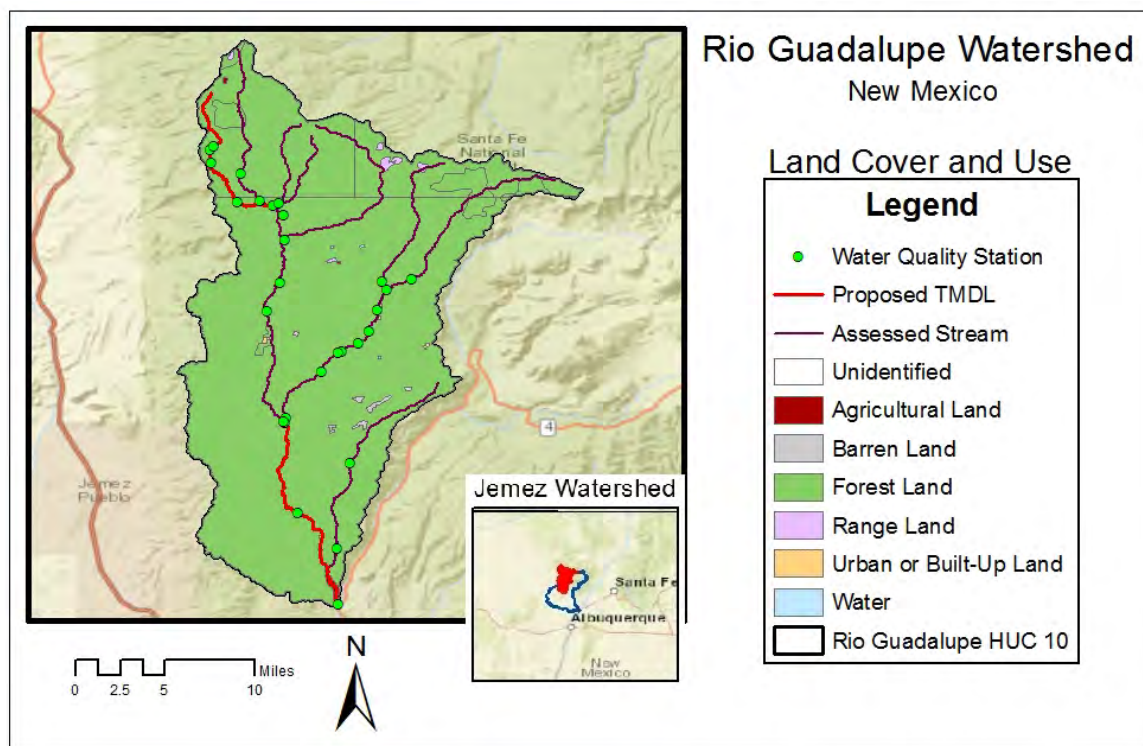 Rio Guadalupe Watershed
New Mexico
Land Cover and Use
Legend
Water Quality Station
Proposed TMDL
Assessed Stream
Unidentified
Agricultural Land
Barren Land
Forest Land
Range Land
Urban or Built-Up Land
Water
Rio Guadalupe HUC 10
Santa Fe
National
4
Jemez
Pueblo
Jemez Watershed
Santa Fe
Albuquerque
New
Mexico
Miles
0 2.5 5 10
N